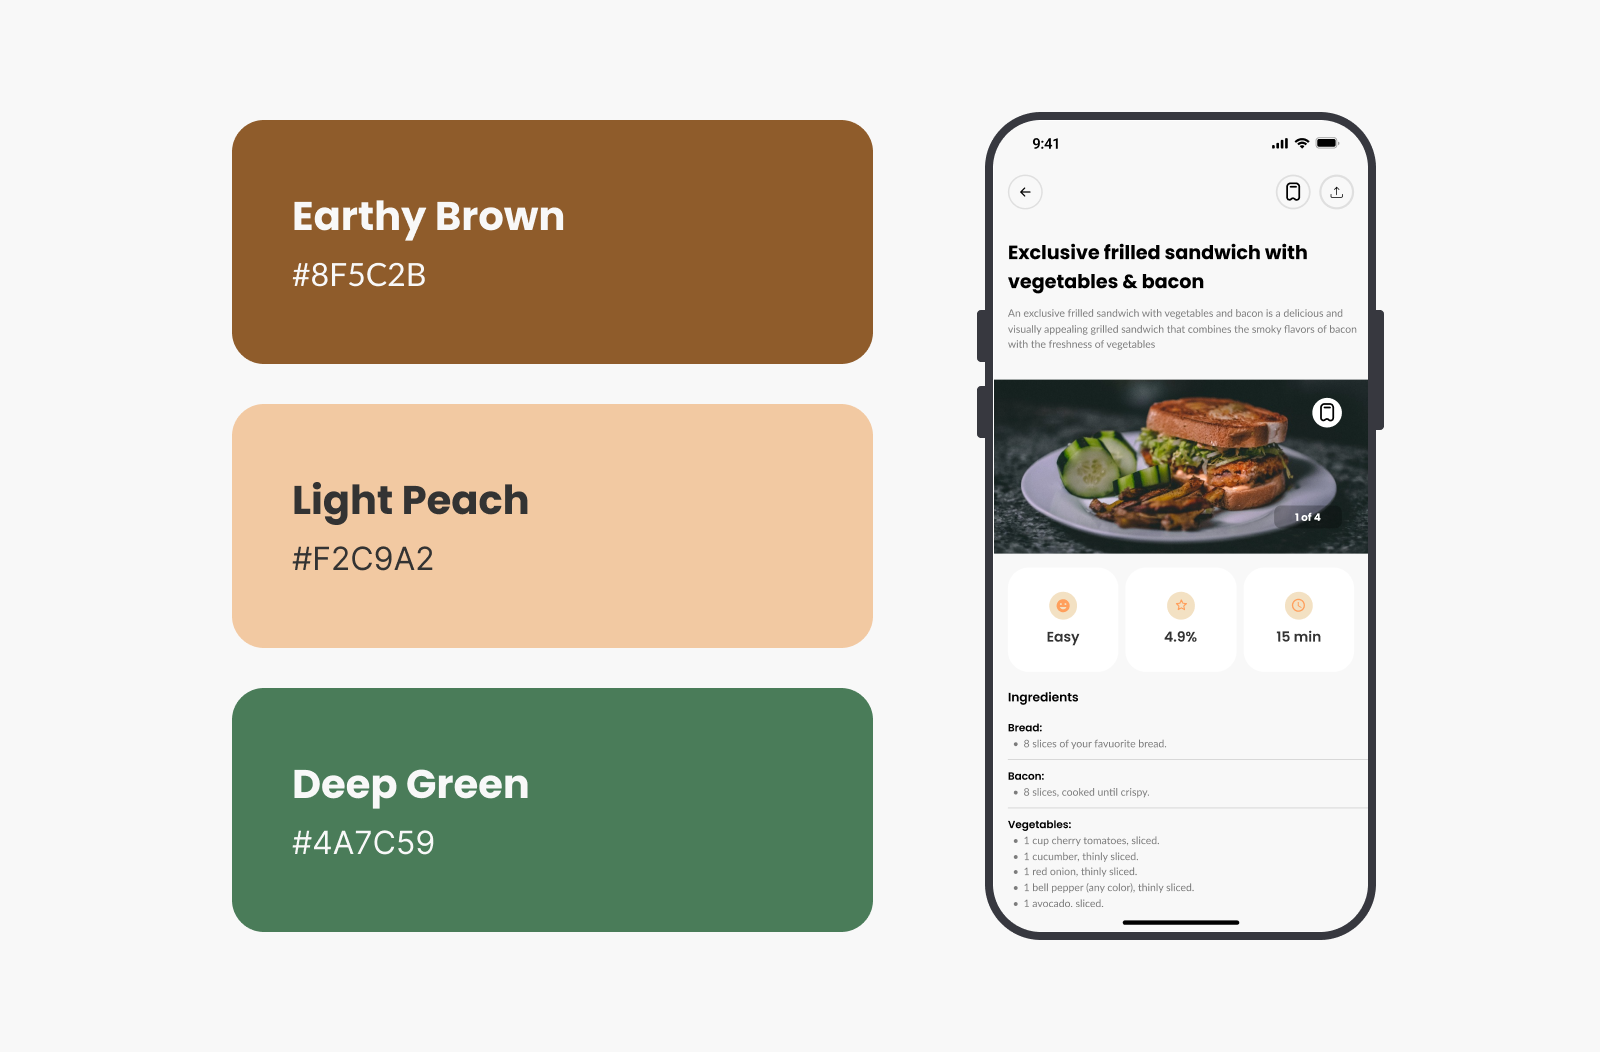 Earthy Brown
#8F5C2B
Light Peach
#F2C9A2
Deep Green
#4A7C59
9:41
Exclusive frilled sandwich with
vegetables & bacon
An exclusive frilled sandwich with vegetables and bacon is a delicious and
visually appealing grilled sandwich that combines the smoky flavors of bacon
with the freshness of vegetables
1 of 4
Easy
4.9%
15 min
Ingredients
Bread:
• 8 slices of your favuorite bread.
Bacon:
• 8 slices, cooked until crispy.
Vegetables:
• 1 cup cherry tomatoes, sliced.
• 1 cucumber, thinly sliced.
• 1 red onion, thinly sliced.
• 1 bell pepper (any color), thinly sliced.
• 1 avocado. sliced.